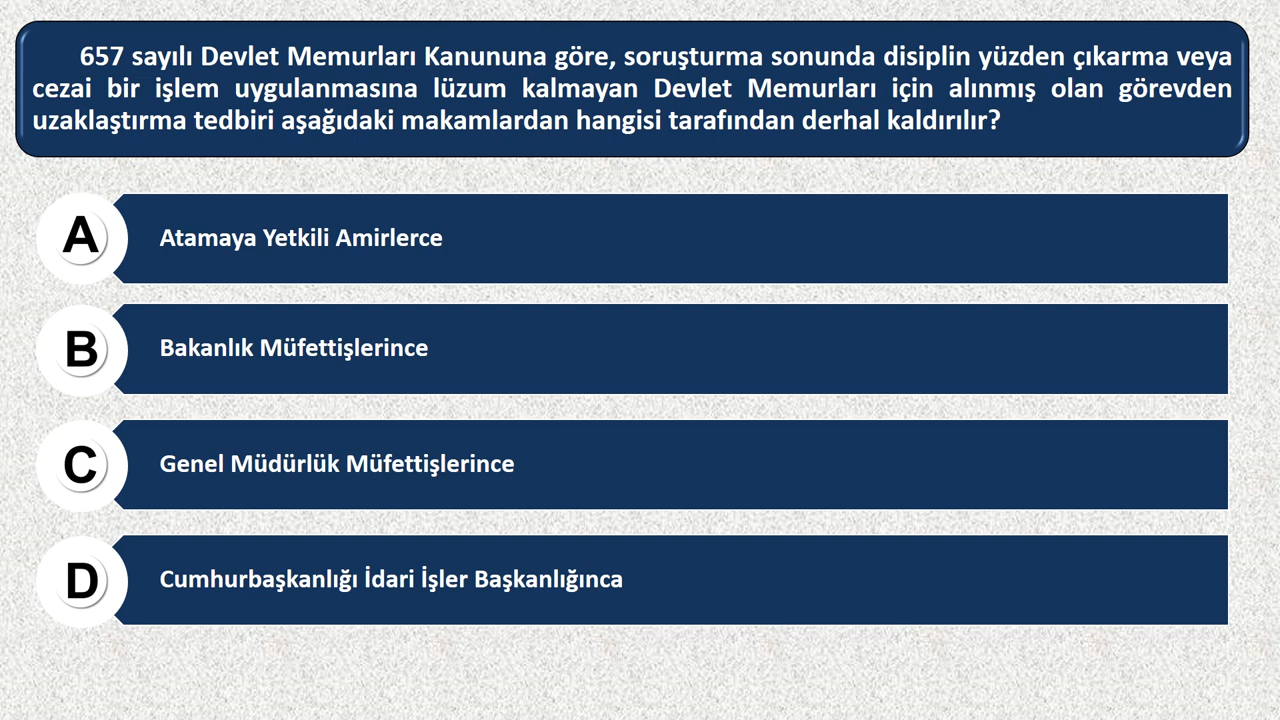 657 sayılı Devlet Memurları Kanununa göre, soruşturma sonunda disiplin yüzden çıkarma veya
cezai bir işlem uygulanmasına lüzum kalmayan Devlet Memurları için alınmış olan görevden
uzaklaştırma tedbiri aşağıdaki makamlardan hangisi tarafından derhal kaldırılır?
A
Atamaya Yetkili Amirlerce
B
Bakanlık Müfettişlerince
C
Genel Müdürlük Müfettişlerince
D
Cumhurbaşkanlığı İdari İşler Başkanlığınca